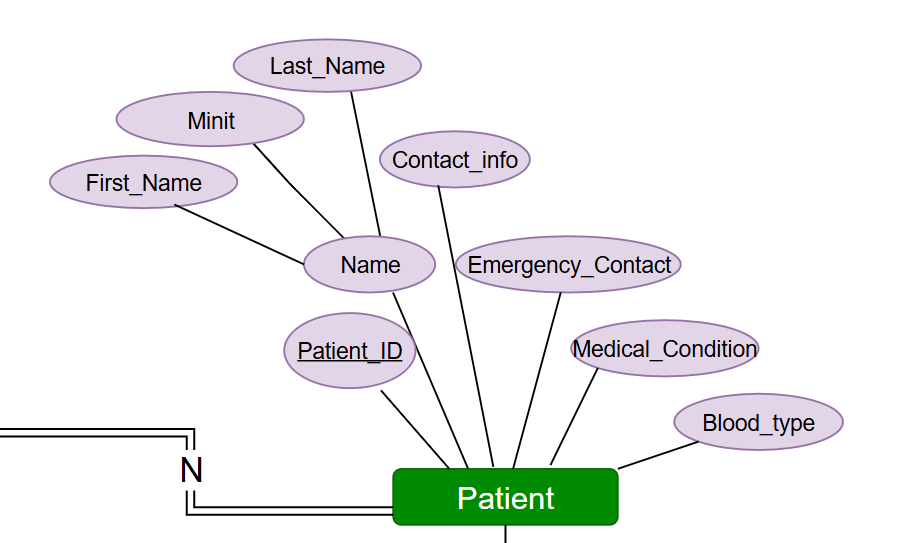 Last_Name
Minit
Contact_info
First_Name
Name
Emergency_Contact
Patient_ID
Medical_Condition
Blood_type
N
Patient